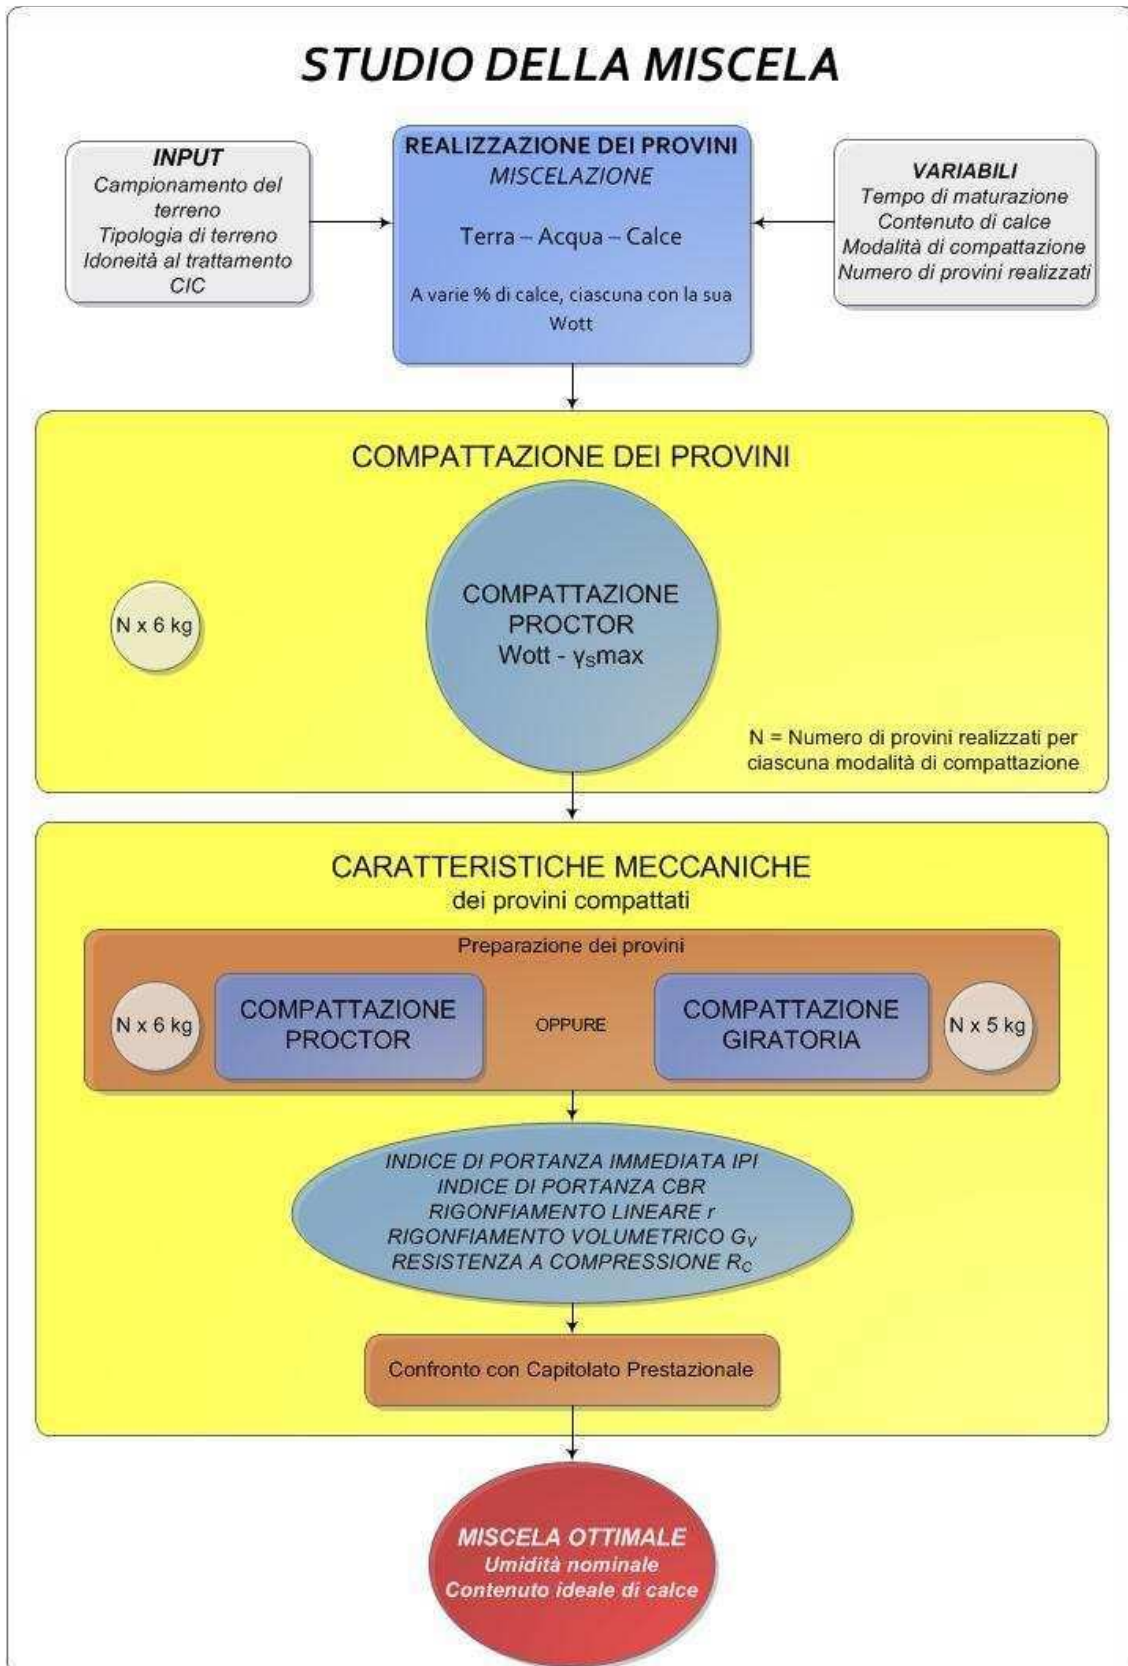 STUDIO DELLA MISCELA
INPUT
Campionamento del
terreno
Tipologia di terreno
Idoneità al trattamento
CIC
REALIZZAZIONE DEI PROVINI
MISCELAZIONE
Terra – Acqua – Calce
A varie % di calce, ciascuna con la sua
Wott
VARIABILI
Tempo di maturazione
Contenuto di calce
Modalità di compattazione
Numero di provini realizzati
COMPATTAZIONE DEI PROVINI
N x 6 kg
COMPATTAZIONE
PROCTOR
Wott - γsmax
N = Numero di provini realizzati per
ciascuna modalità di compattazione
CARATTERISTICHE MECCANICHE
dei provini compattati
Preparazione dei provini
N x 6 kg
COMPATTAZIONE
PROCTOR
OPPURE
COMPATTAZIONE
GIRATORIA
N x 5 kg
INDICE DI PORTANZA IMMEDIATA IPI
INDICE DI PORTANZA CBR
RIGONFIAMENTO LINEARE r
RIGONFIAMENTO VOLUMETRICO Gv
RESISTENZA A COMPRESSIONE Rc
Confronto con Capitolato Prestazionale
MISCELA OTTIMALE
Umidità nominale
Contenuto ideale di calce